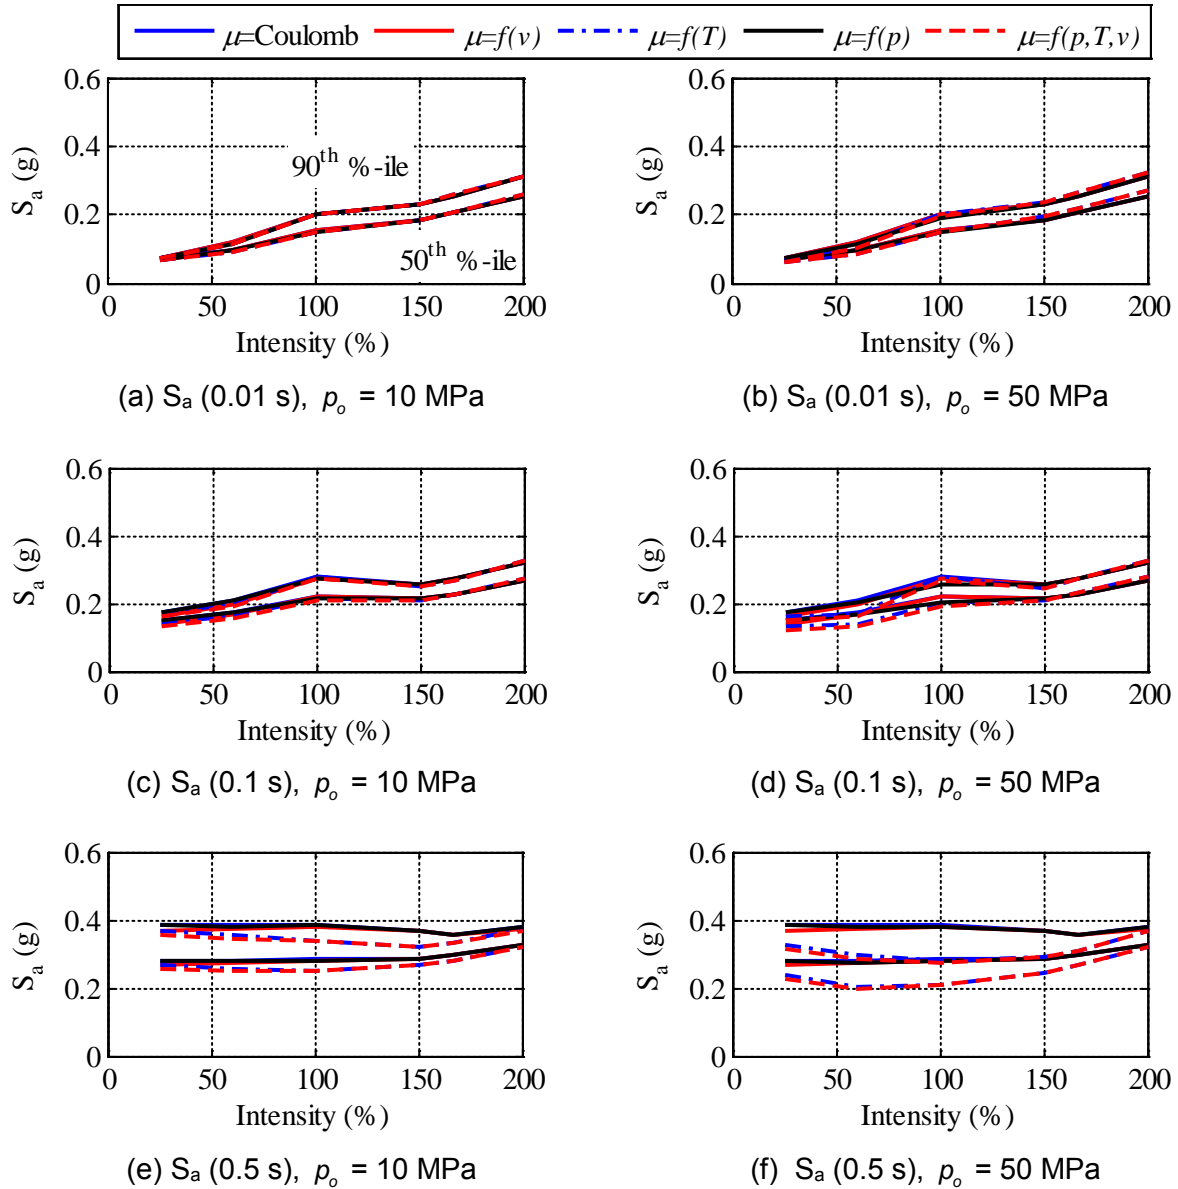 μ=Coulomb μ=f(v) μ=f(T) μ=f(p) μ=f(p,T,v)
0.6
0.4
0.2
0
Sa (g)
90th %-ile
50th %-ile
50 100 150 200
Intensity (%)
(a) Sa (0.01 s), po = 10 MPa
0.6
0.4
0.2
0
Sa (g)
50 100 150 200
Intensity (%)
(b) Sa (0.01 s), po = 50 MPa
0.6
0.4
0.2
0
Sa (g)
0 50 100 150 200
Intensity (%)
(c) Sa (0.1 s), po = 10 MPa
0.6
0.4
0.2
0
Sa (g)
0 50 100 150 200
Intensity (%)
(d) Sa (0.1 s), po = 50 MPa
0.6
0.4
0.2
0
Sa (g)
0 50 100 150 200
Intensity (%)
(e) Sa (0.5 s), po = 10 MPa
0.6
0.4
0.2
0
Sa (g)
0 50 100 150 200
Intensity (%)
(f) Sa (0.5 s), po = 50 MPa